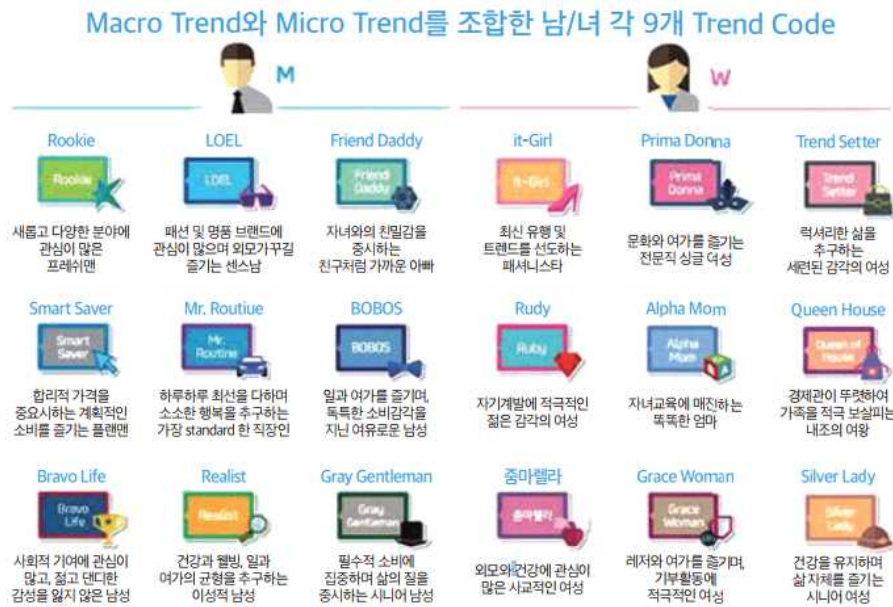 Macro Trend와 Micro Trend를 조합한 남/녀 각 9개 Trend Code
M
W
Rookie
LOEL
Friend Daddy
it-Girl
Prima Donna
Trend Setter
Rookie
LOEL
Friend
Daddy
It-Girl
Prima
Donna
Trend
Setter
새롭고 다양한 분야에
관심이 많은
프레쉬맨
패션 및 명품 브랜드에
관심이 많으며 외모가꾸길
즐기는 센스남
자녀와의 친밀감을
중시하는
친구처럼 가까운 아빠
최신 유행 및
트렌드를 선도하는
패셔니스타
문화와 여가를 즐기는
전문직 싱글 여성
럭셔리한 삶을
추구하는
세련된 감각의 여성
Smart Saver
Mr. Routiue
BOBOS
Rudy
Alpha Mom
Queen House
Smart
Saver
Mr.
Routine
BOBOS
Ruby
Alpha
Mom
Queen of
House
합리적 가격을
중요시하는 계획적인
소비를 즐기는 플랜맨
하루하루 최선을 다하며
소소한 행복을 추구하는
가장 standard 한 직장인
일과 여가를 즐기며,
독특한 소비감각을
지닌 여유로운 남성
자기계발에 적극적인
젊은 감각의 여성
자녀교육에 매진하는
똑똑한 엄마
경제관이 뚜렷하여
가족을 적극 보살피는
내조의 여왕
Bravo Life
Realist
Gray Gentleman
줌마렐라
Grace Woman
Silver Lady
Bravo
Life
Realist
Gray
Gentleman
줌마렐라
Grace
Woman
Silver
Lady
사회적 기여에 관심이
많고, 젊고 댄디한
감성을 잃지 않은 남성
건강과 웰빙, 일과
여가의 균형을 추구하는
이성적 남성
필수적 소비에
집중하며 삶의 질을
중시하는 시니어 남성
외모와 건강에 관심이
많은 사교적인 여성
레저와 여가를 즐기며,
기부활동에
적극적인 여성
건강을 유지하며
삶 자체를 즐기는
시니어 여성